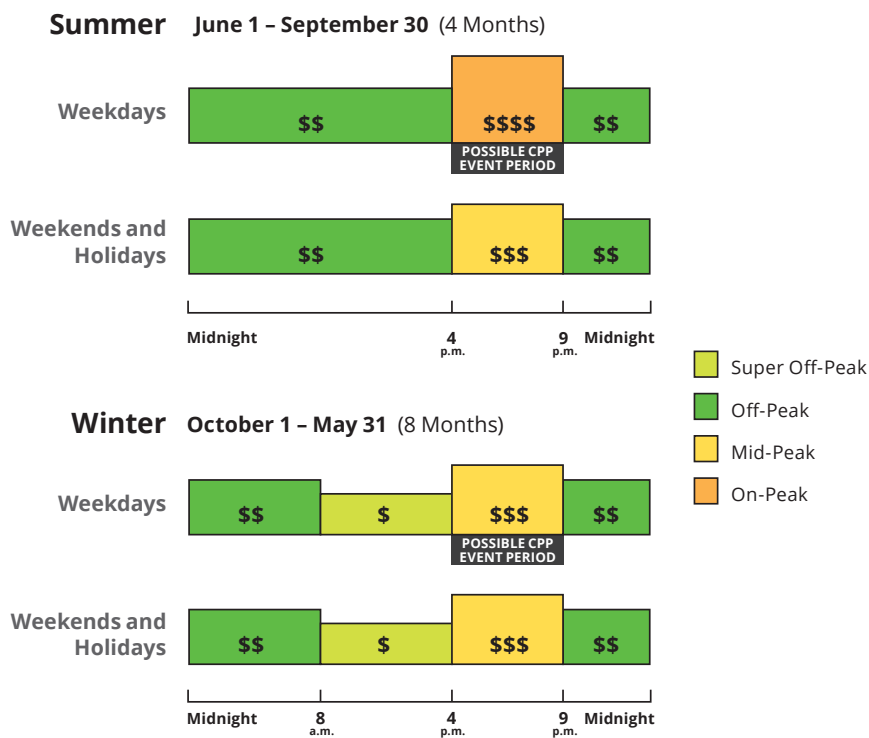 Summer June 1 – September 30 (4 Months)
Weekdays
$$
$$$$
$$
POSSIBLE CPP
EVENT PERIOD
Weekends and
Holidays
$$
$$$
$$
Midnight
4
p.m.
9
p.m.
Midnight
Super Off-Peak
Off-Peak
Mid-Peak
On-Peak
Winter October 1 – May 31 (8 Months)
Weekdays
$$
$
$$$
$$
POSSIBLE CPP
EVENT PERIOD
Weekends and
Holidays
$$
$
$$$
$$
Midnight
8
a.m.
4
p.m.
9
p.m.
Midnight